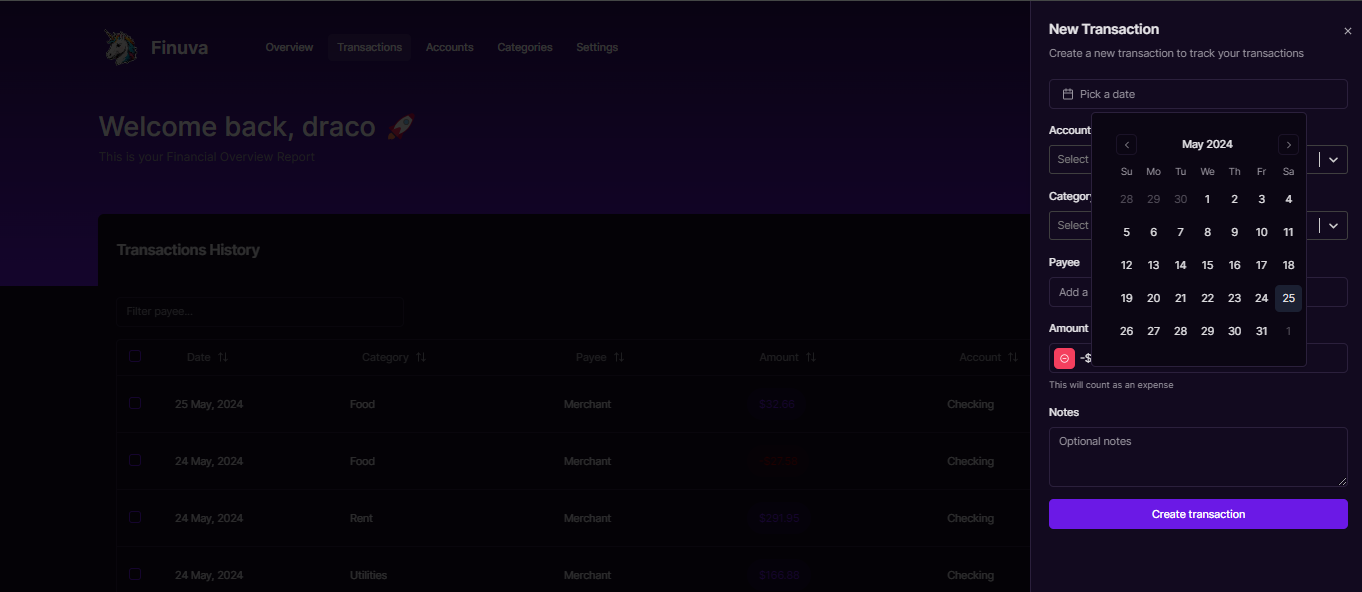 Finuva
Overview
Transactions
Accounts
Categories
Settings
Welcome back, draco
This is your Financial Overview Report
Transactions History
Filter payee...
Date
Category
Payee
Amount
Account
25 May, 2024 Food Merchant $32.88 Checking
24 May, 2024 Food Merchant Checking
24 May, 2024 Rent Merchant $291.95 Checking
24 May, 2024 Utilities Merchant Checking
New Transaction
Create a new transaction to track your transactions
Pick a date
Account
Select
Category
Select
Payee
Add a
Amount
-$
This will count as an expense
Notes
Optional notes
Create transaction
May 2024
Su Mo Tu We Th Fr Sa
28 29 30 1 2 3 4
5 6 7 8 9 10 11
12 13 14 15 16 17 18
19 20 21 22 23 24 25
26 27 28 29 30 31 1